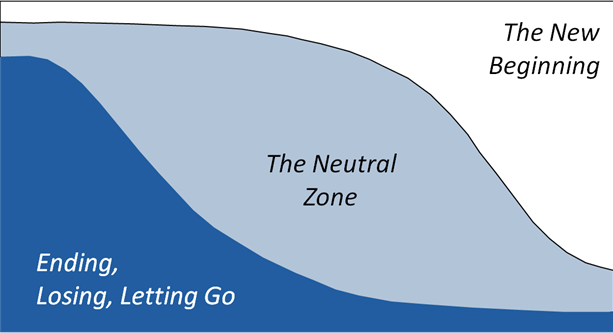 The New
Beginning
The Neutral
Zone
Ending,
Losing, Letting Go